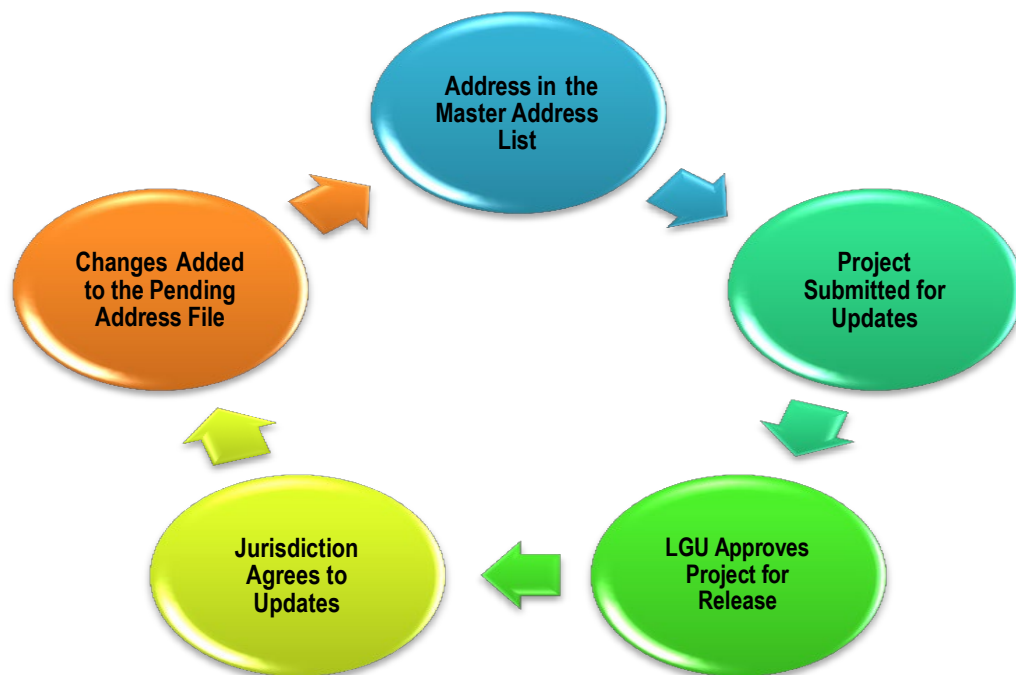 Address in the
Master Address
List
Project
Submitted for
Updates
LGU Approves
Project for
Release
Jurisdiction
Agrees to
Updates
Changes Added
to the Pending
Address File